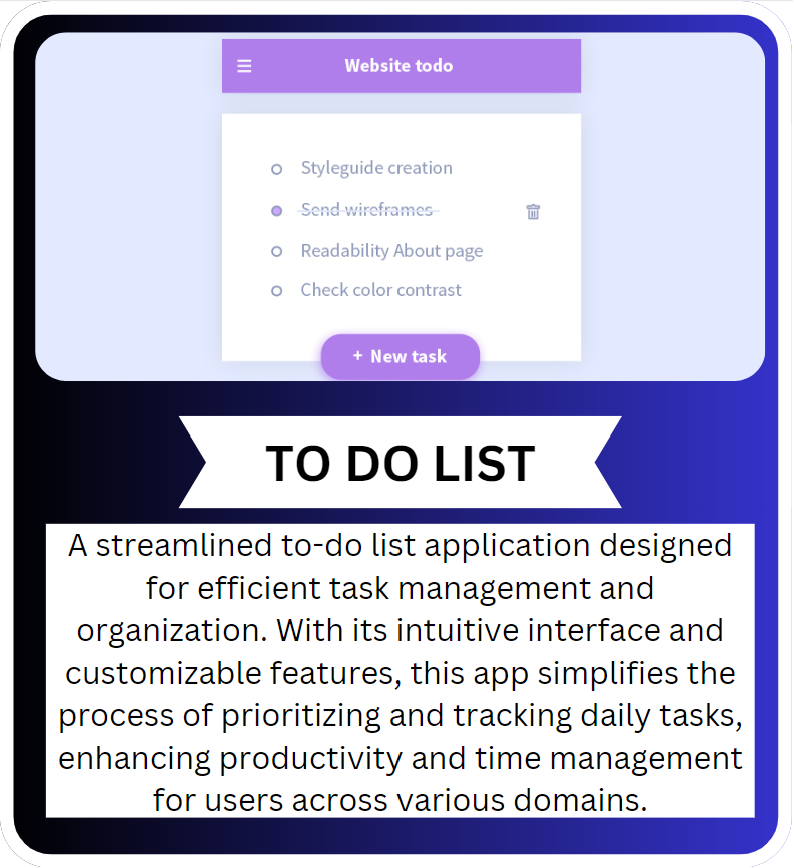 Website todo
Styleguide creation
Send wireframes
Readability About page
Check color contrast
+ New task
TO DO LIST
A streamlined to-do list application designed
for efficient task management and
organization. With its intuitive interface and
customizable features, this app simplifies the
process of prioritizing and tracking daily tasks,
enhancing productivity and time management
for users across various domains.